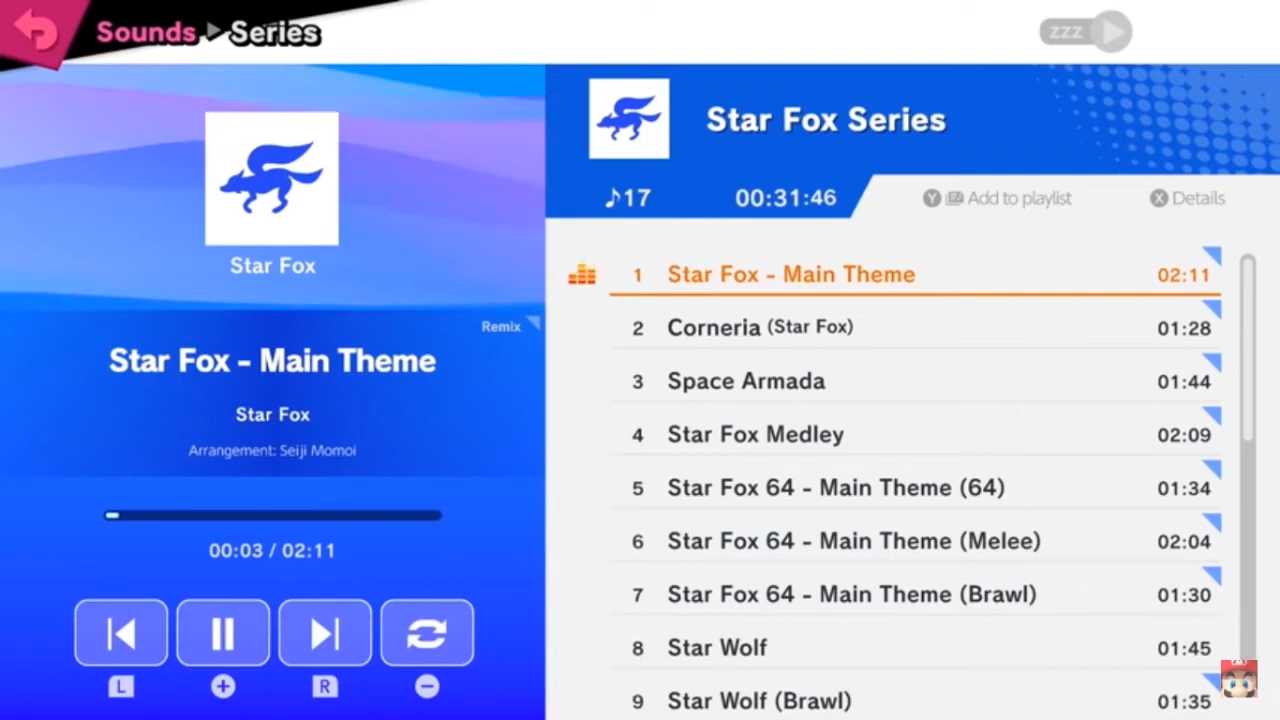 Sounds ▶ Series
zzz
Star Fox
Remix
Star Fox - Main Theme
Star Fox
Arrangement: Seiji Momoi
00:03 / 02:11
L + R -
Star Fox Series
♪17 00:31:46
Y Add to playlist X Details
1 Star Fox - Main Theme 02:11
2 Corneria (Star Fox) 01:28
3 Space Armada 01:44
4 Star Fox Medley 02:09
5 Star Fox 64 - Main Theme (64) 01:34
6 Star Fox 64 - Main Theme (Melee) 02:04
7 Star Fox 64 - Main Theme (Brawl) 01:30
8 Star Wolf 01:45
9 Star Wolf (Brawl) 01:35